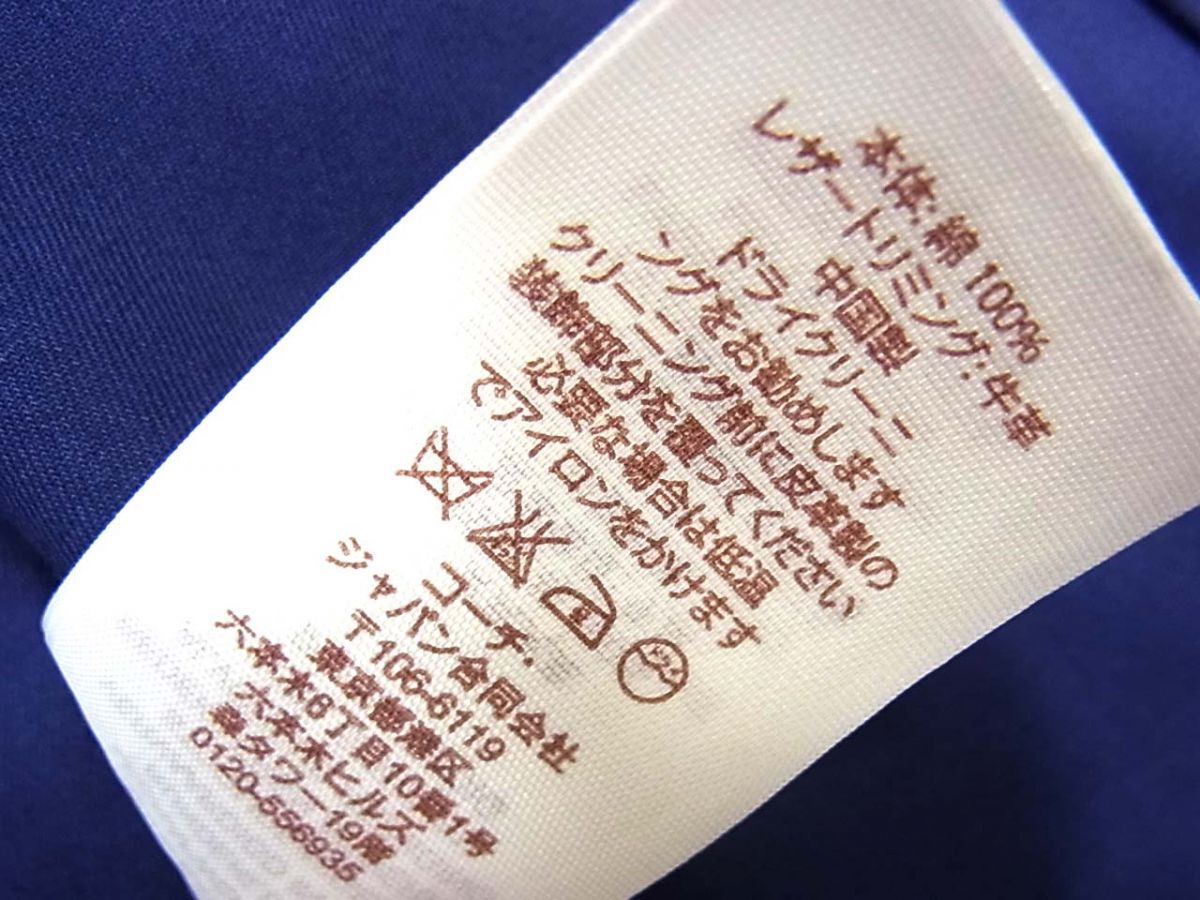 本体: 綿 100%
レザートリミング: 牛革
中国製
ドライクリーニ
ングをお勧めします
クリーニング前に皮革製の
装飾部分を覆ってください
必要な場合は低温
でアイロンをかけます
コーチ・
ジャパン合同会社
〒106-6119
東京都港区
六本木6丁目10番1号
六本木ヒルズ
森タワー19階
0120-556935